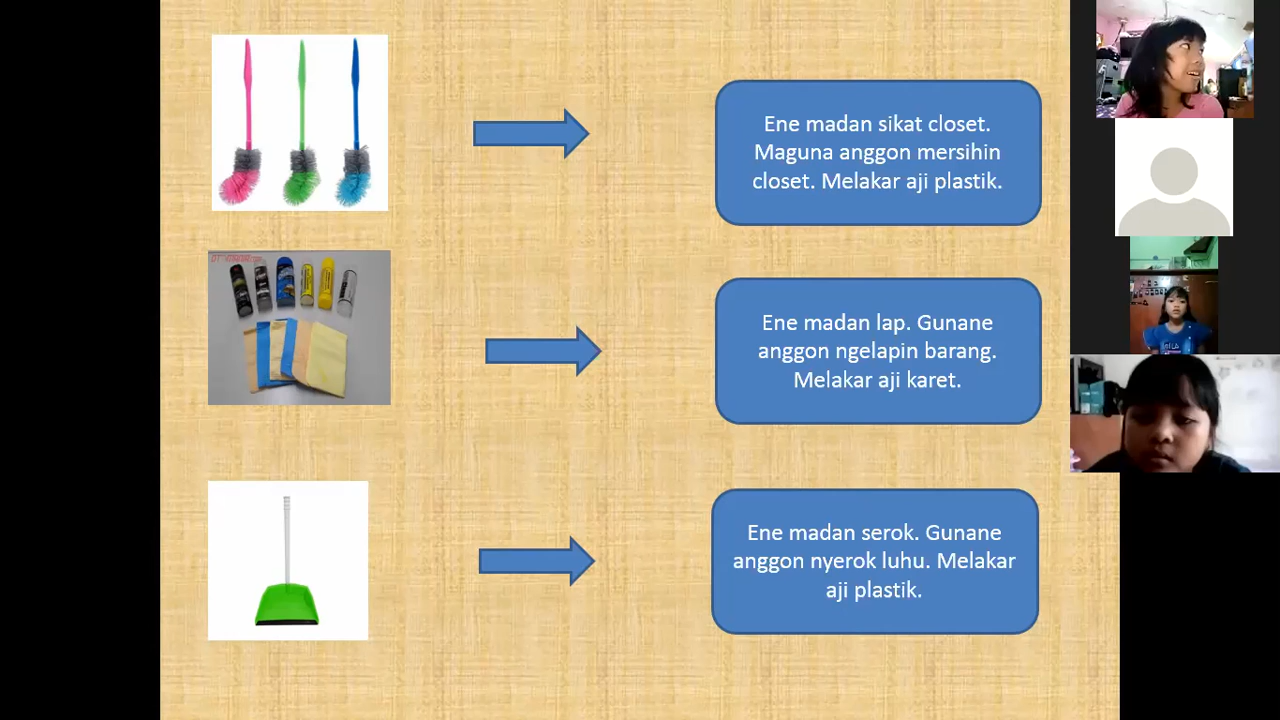 Ene madan sikat closet.
Maguna anggon mersihin
closet. Melakar aji plastik.
Ene madan lap. Gunane
anggon ngelapin barang.
Melakar aji karet.
Ene madan serok. Gunane
anggon nyerok luhu. Melakar
aji plastik.